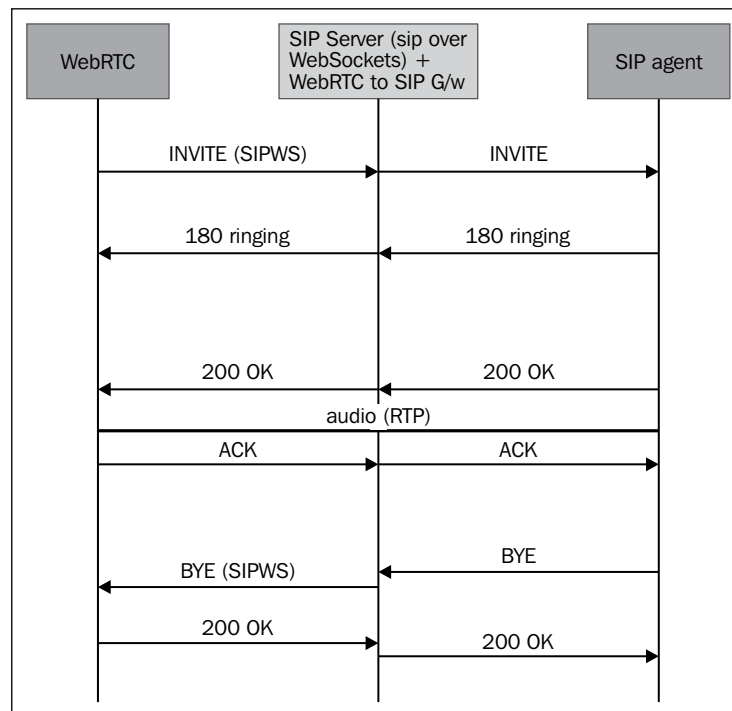 WebRTC
SIP Server (sip over
WebSockets) +
WebRTC to SIP G/w
SIP agent
INVITE (SIPWS)
INVITE
180 ringing
180 ringing
200 OK
200 OK
audio (RTP)
ACK
ACK
BYE
BYE (SIPWS)
200 OK
200 OK